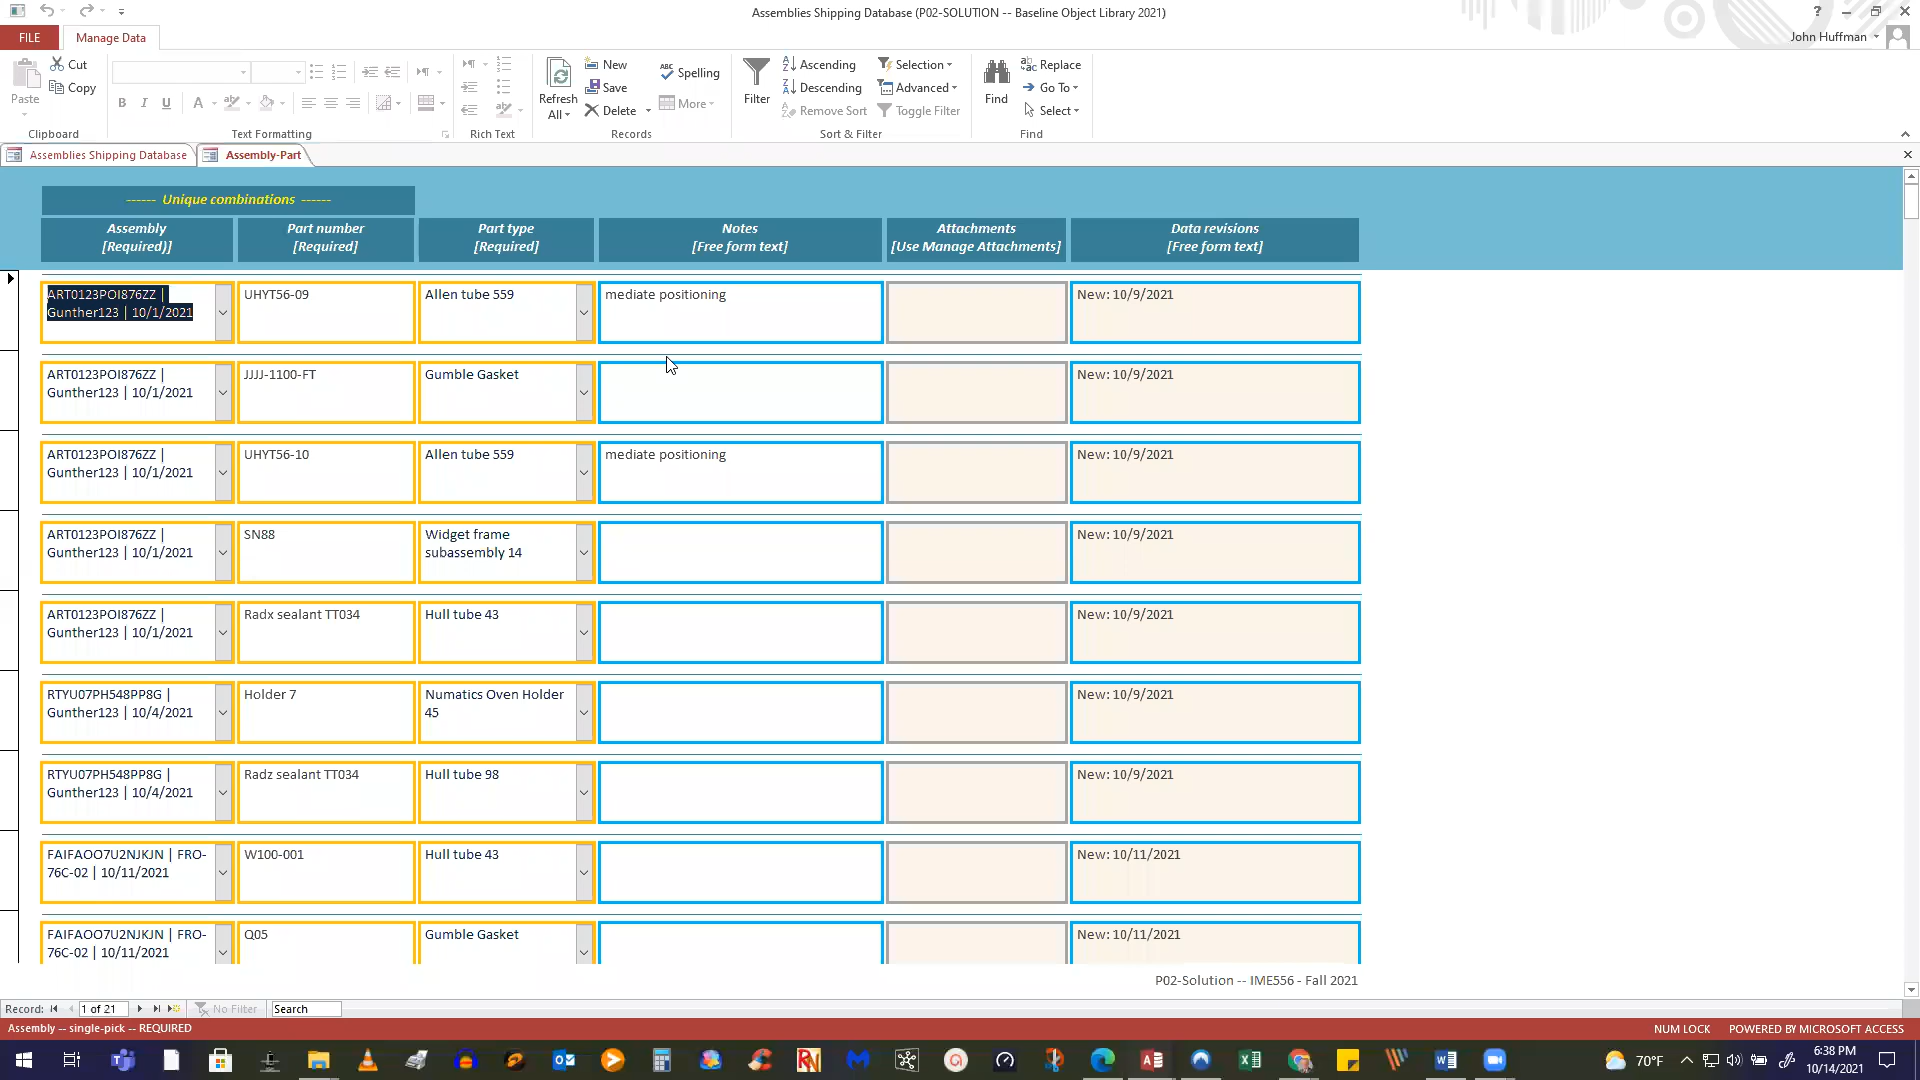 Assemblies Shipping Database (P02-SOLUTION -- Baseline Object Library 2021)
?
FILE
Manage Data
John Huffman
Paste
Cut
Copy
Clipboard
B I U A
Text Formatting
Rich Text
Refresh All
New
Save
Delete
Spelling
More
Records
Filter
Ascending
Descending
Remove Sort
Selection
Advanced
Toggle Filter
Sort & Filter
Find
Replace
Go To
Select
Find
Assemblies Shipping Database
Assembly-Part
------ Unique combinations ------
Assembly
[Required)]
Part number
[Required]
Part type
[Required]
Notes
[Free form text]
Attachments
[Use Manage Attachments]
Data revisions
[Free form text]
ART0123POI876ZZ |
Gunther123 | 10/1/2021
UHYT56-09
Allen tube 559
mediate positioning
New: 10/9/2021
ART0123POI876ZZ |
Gunther123 | 10/1/2021
JJJJ-1100-FT
Gumble Gasket
New: 10/9/2021
ART0123POI876ZZ |
Gunther123 | 10/1/2021
UHYT56-10
Allen tube 559
mediate positioning
New: 10/9/2021
ART0123POI876ZZ |
Gunther123 | 10/1/2021
SN88
Widget frame
subassembly 14
New: 10/9/2021
ART0123POI876ZZ |
Gunther123 | 10/1/2021
Radx sealant TT034
Hull tube 43
New: 10/9/2021
RTYU07PH548PP8G |
Gunther123 | 10/4/2021
Holder 7
Numatics Oven Holder
45
New: 10/9/2021
RTYU07PH548PP8G |
Gunther123 | 10/4/2021
Radz sealant TT034
Hull tube 98
New: 10/9/2021
FAIFAOO7U2NJKJN | FRO-
76C-02 | 10/11/2021
W100-001
Hull tube 43
New: 10/11/2021
FAIFAOO7U2NJKJN | FRO-
76C-02 | 10/11/2021
Q05
Gumble Gasket
New: 10/11/2021
P02-Solution -- IME556 - Fall 2021
Record: 1 of 21 No Filter Search
Assembly -- single-pick -- REQUIRED
NUM LOCK POWERED BY MICROSOFT ACCESS
70°F
6:38 PM
10/14/2021